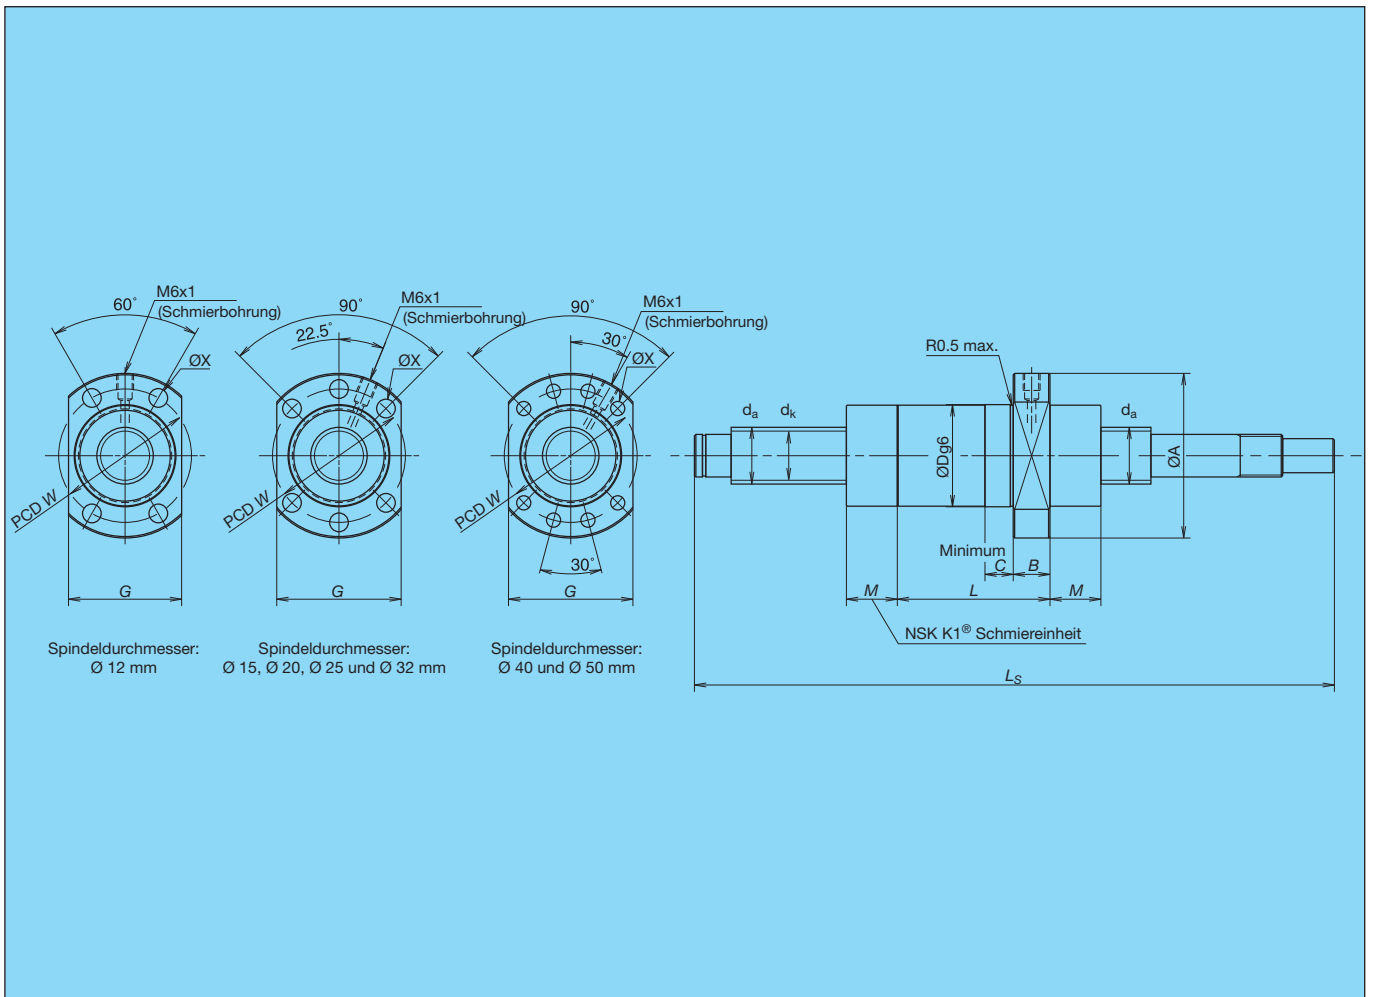 60°
M6x1
(Schmierbohrung)
ØX
PCD W
G
Spindeldurchmesser:
Ø 12 mm
90°
22.5°
M6x1
(Schmierbohrung)
ØX
PCD W
G
Spindeldurchmesser:
Ø 15, Ø 20, Ø 25 und Ø 32 mm
90°
30°
M6x1
(Schmierbohrung)
ØX
PCD W
30°
G
Spindeldurchmesser:
Ø 40 und Ø 50 mm
R0.5 max.
da
dk
ØDg6
da
ØA
Minimum
C
B
M
L
M
NSK K1® Schmiereinheit
LS